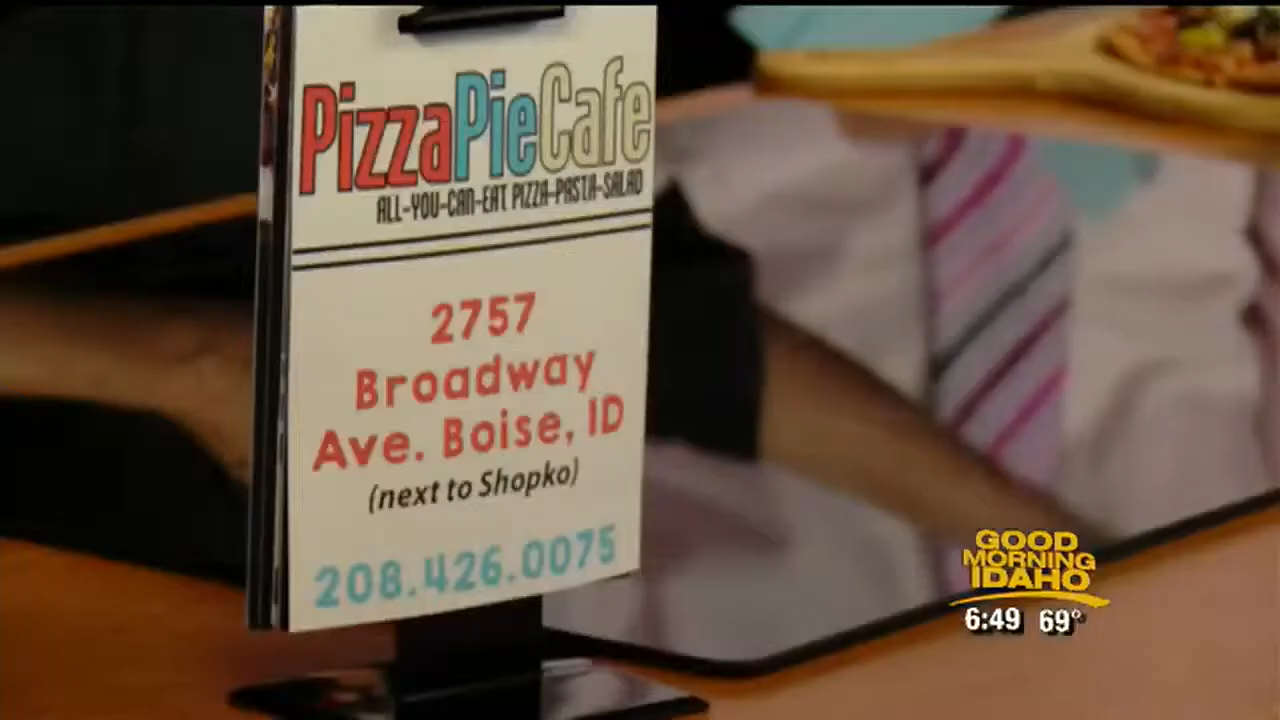 PizzaPieCafe
ALL-YOU-CAN-EAT PIZZA-PASTA-SALAD
2757
Broadway
Ave. Boise, ID
(next to Shopko)
208.426.0075
GOOD
MORNING
IDAHO
6:49 69°